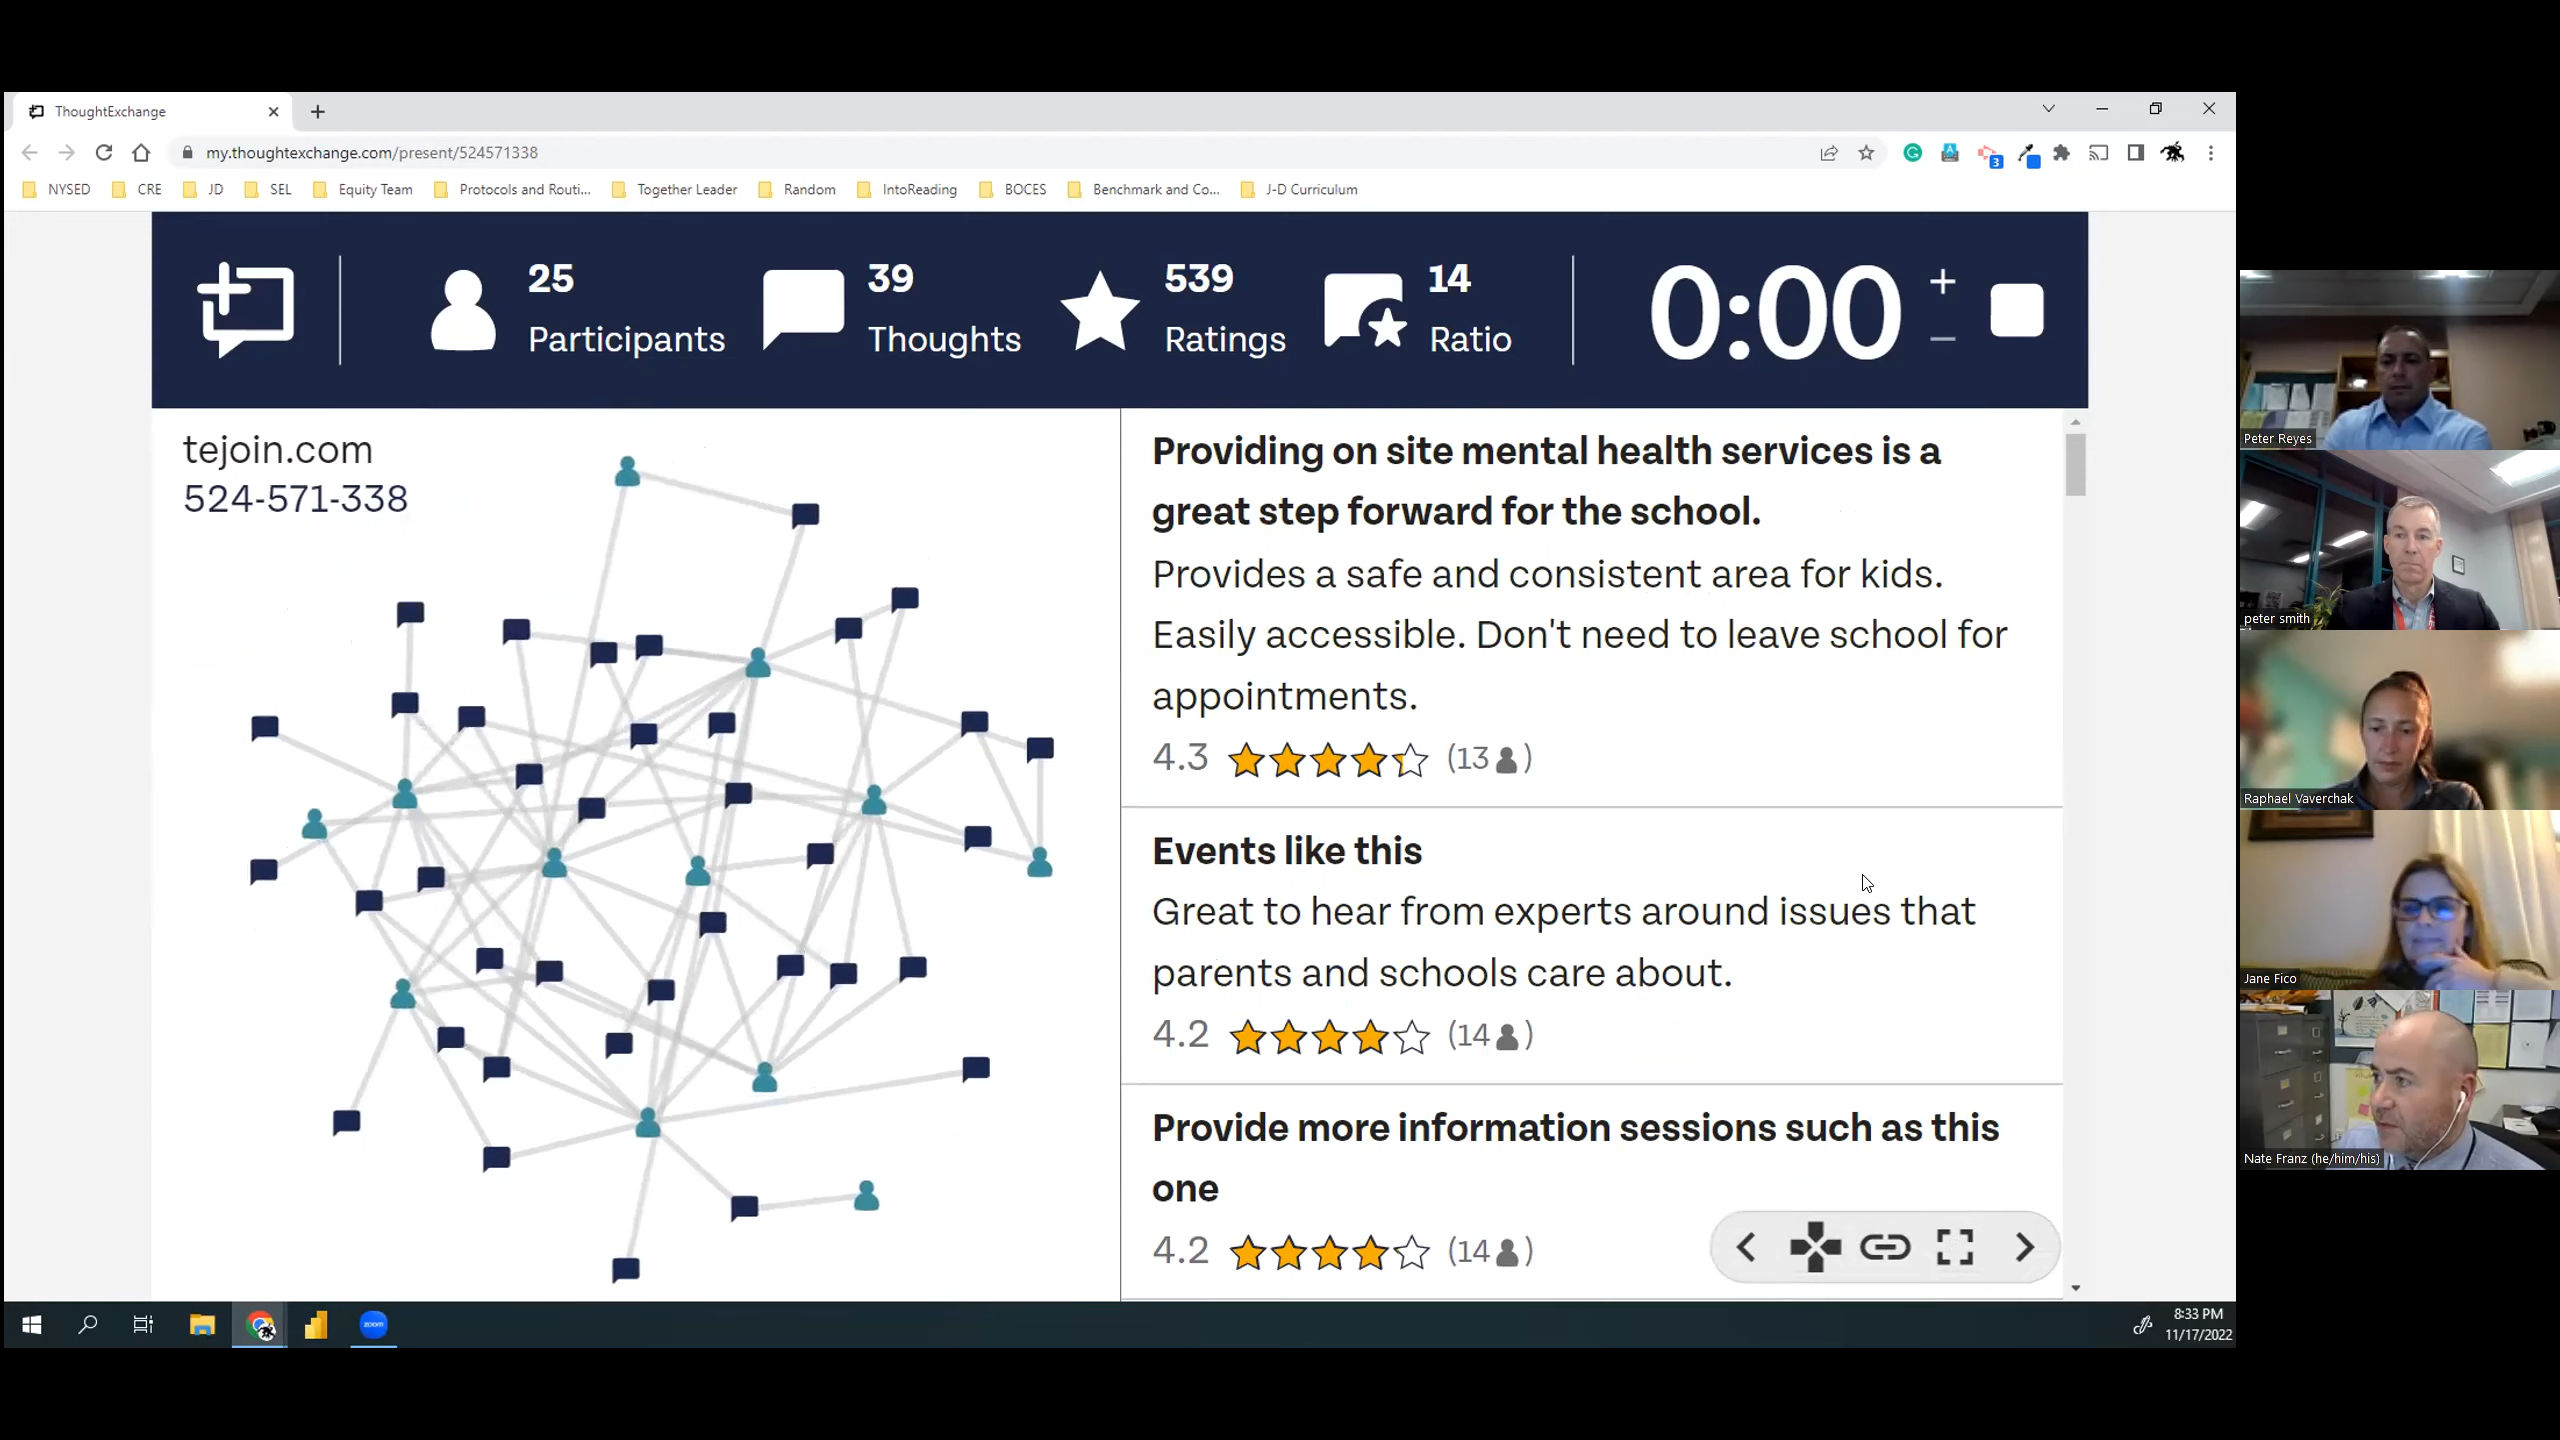 ThoughtExchange
my.thoughtexchange.com/present/524571338
3
NYSED CRE JD SEL Equity Team Protocols and Routi... Together Leader Random IntoReading BOCES Benchmark and Co... J-D Curriculum
25 Participants
39 Thoughts
539 Ratings
14 Ratio
0:00 + −
tejoin.com
524-571-338
Providing on site mental health services is a
great step forward for the school.
Provides a safe and consistent area for kids.
Easily accessible. Don't need to leave school for
appointments.
4.3 (13)
Events like this
Great to hear from experts around issues that
parents and schools care about.
4.2 (14)
Provide more information sessions such as this
one
4.2 (14)
Peter Reyes
peter smith
Raphael Vaverchak
Jane Fico
Nate Franz (he/him/his)
zoom
8:33 PM
11/17/2022